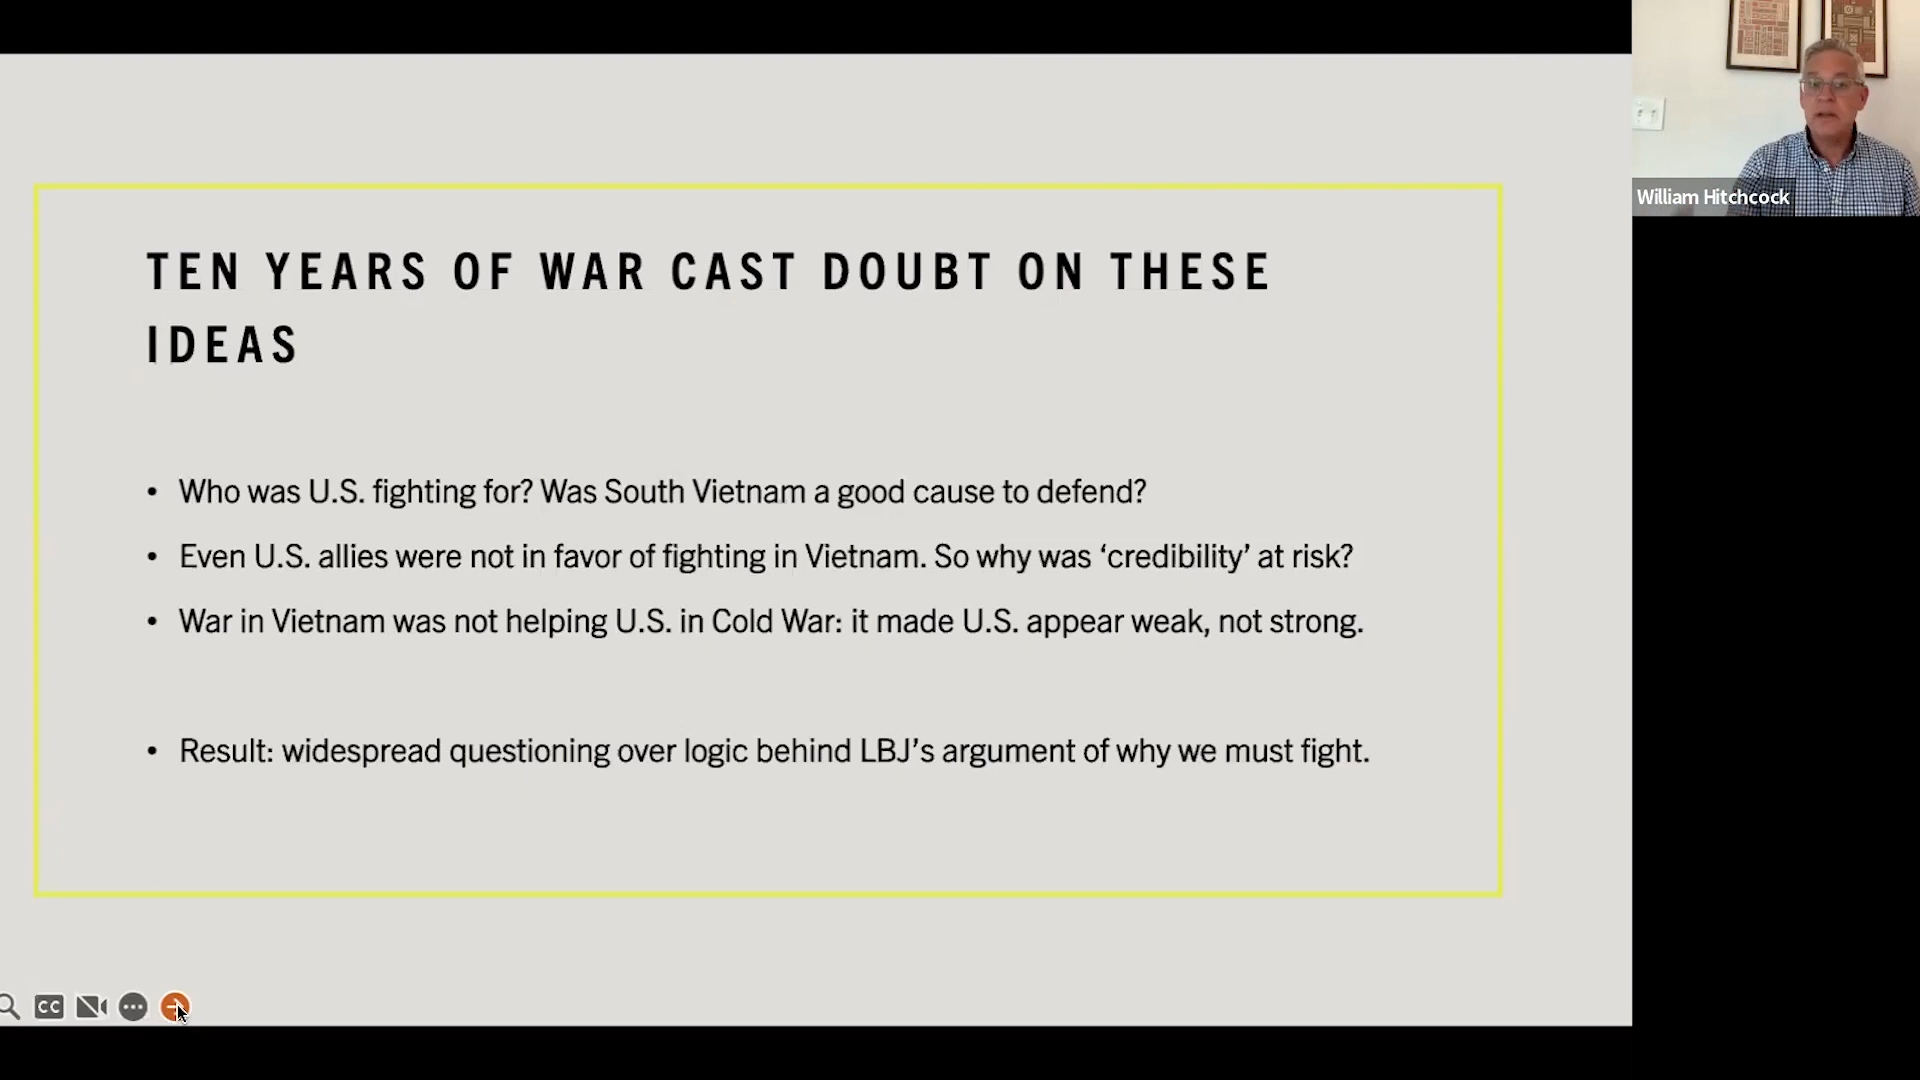 TEN YEARS OF WAR CAST DOUBT ON THESE
IDEAS
• Who was U.S. fighting for? Was South Vietnam a good cause to defend?
• Even U.S. allies were not in favor of fighting in Vietnam. So why was ‘credibility’ at risk?
• War in Vietnam was not helping U.S. in Cold War: it made U.S. appear weak, not strong.
• Result: widespread questioning over logic behind LBJ’s argument of why we must fight.
William Hitchcock
CC